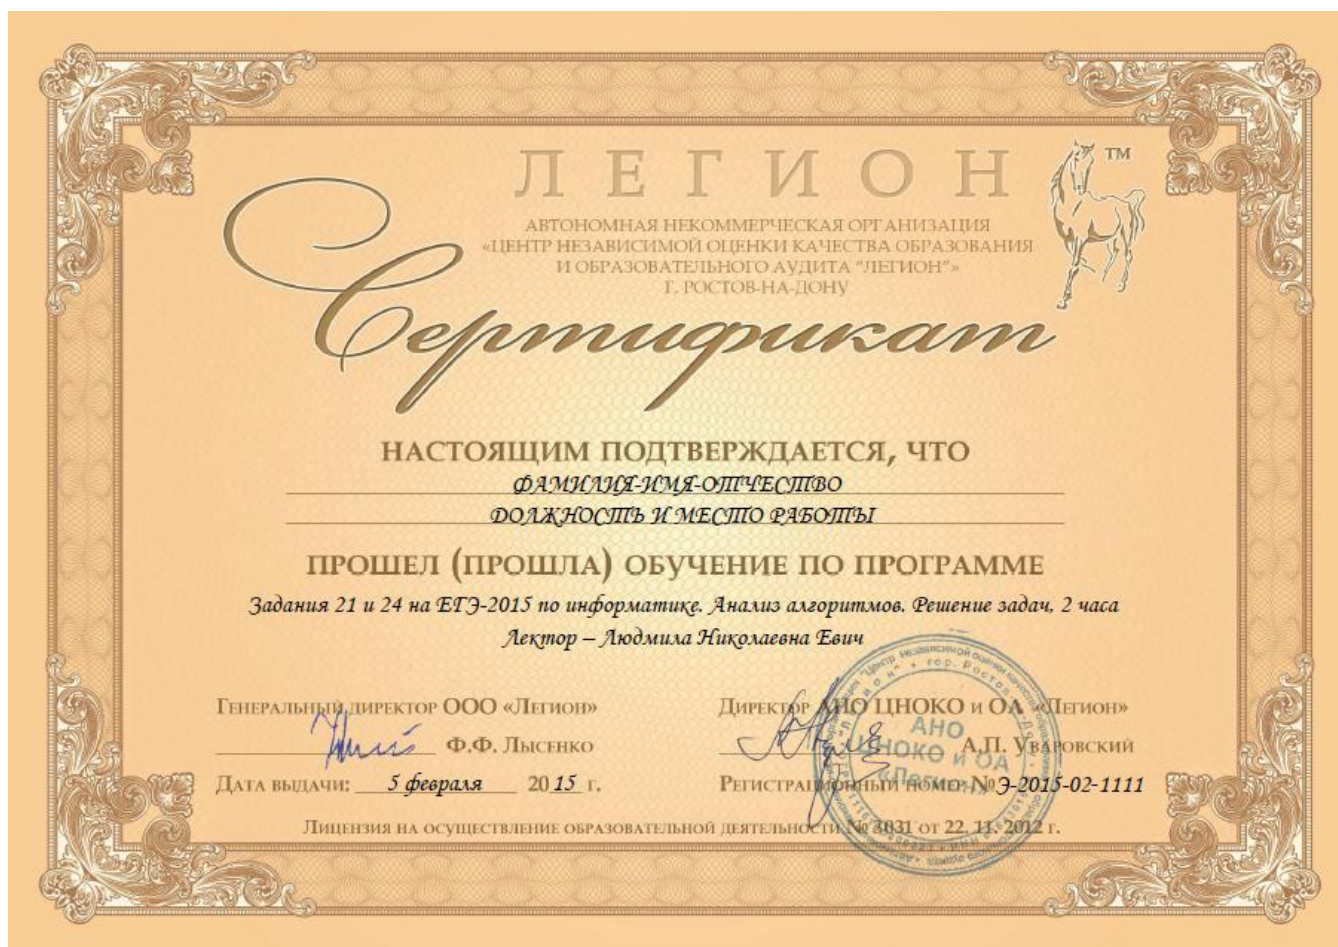 ЛЕГИОН
TM
АВТОНОМНАЯ НЕКОММЕРЧЕСКАЯ ОРГАНИЗАЦИЯ
«ЦЕНТР НЕЗАВИСИМОЙ ОЦЕНКИ КАЧЕСТВА ОБРАЗОВАНИЯ
И ОБРАЗОВАТЕЛЬНОГО АУДИТА "ЛЕГИОН"»
Г. РОСТОВ-НА-ДОНУ
Сертификат
НАСТОЯЩИМ ПОДТВЕРЖДАЕТСЯ, ЧТО
ФАМИЛИЯ-ИМЯ-ОТЧЕСТВО
ДОЛЖНОСТЬ И МЕСТО РАБОТЫ
ПРОШЕЛ (ПРОШЛА) ОБУЧЕНИЕ ПО ПРОГРАММЕ
Задания 21 и 24 на ЕГЭ-2015 по информатике. Анализ алгоритмов. Решение задач, 2 часа
Лектор – Людмила Николаевна Евич
Генеральный директор ООО «Легион»
Ф.Ф. Лысенко
Дата выдачи: 5 февраля 2015 г.
Директор АНО ЦНОКО и ОА «Легион»
А.П. Уваровский
Регистрационный номер № Э-2015-02-1111
Лицензия на осуществление образовательной деятельности № 3031 от 22. 11. 2012 г.
АНО
ЦНОКО и ОА
«Легион»